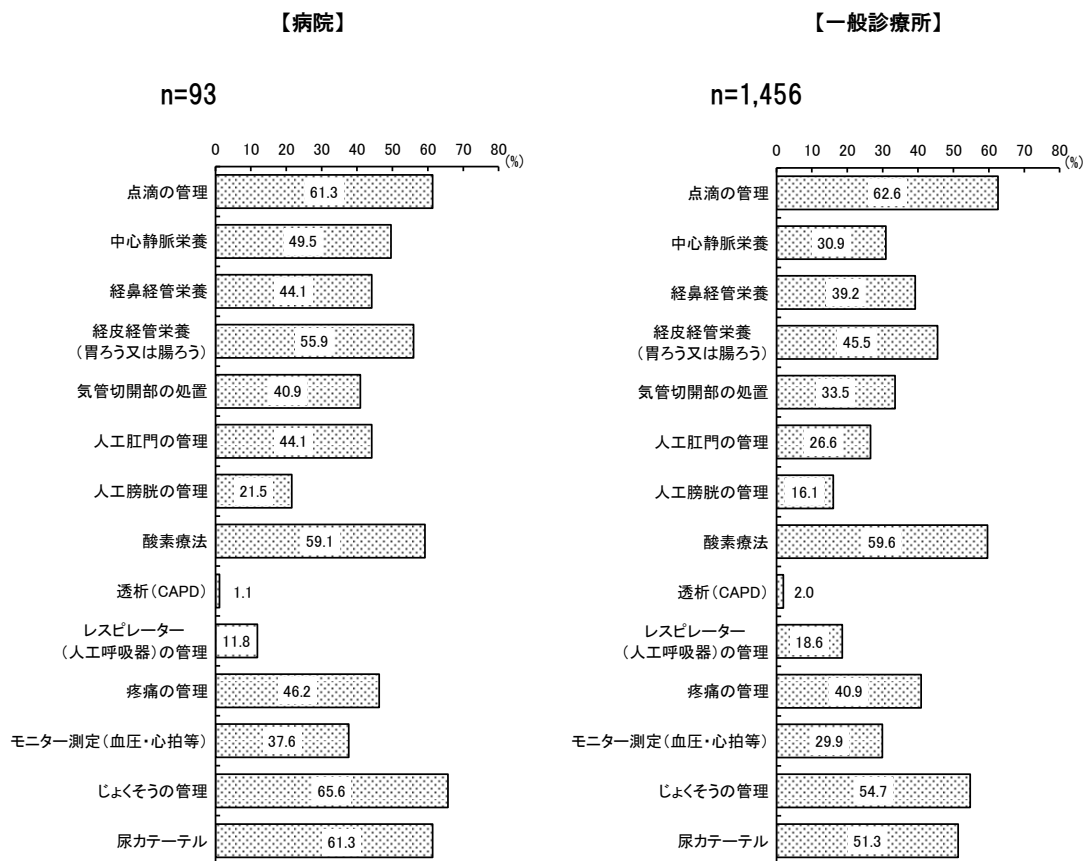 【病院】
n=93
0 10 20 30 40 50 60 70 80
(%)
点滴の管理 61.3
中心静脈栄養 49.5
経鼻経管栄養 44.1
経皮経管栄養
（胃ろう又は腸ろう） 55.9
気管切開部の処置 40.9
人工肛門の管理 44.1
人工膀胱の管理 21.5
酸素療法 59.1
透析（CAPD） 1.1
レスピレーター
（人工呼吸器）の管理 11.8
疼痛の管理 46.2
モニター測定（血圧・心拍等） 37.6
じょくそうの管理 65.6
尿カテーテル 61.3
【一般診療所】
n=1,456
0 10 20 30 40 50 60 70 80
(%)
点滴の管理 62.6
中心静脈栄養 30.9
経鼻経管栄養 39.2
経皮経管栄養
（胃ろう又は腸ろう） 45.5
気管切開部の処置 33.5
人工肛門の管理 26.6
人工膀胱の管理 16.1
酸素療法 59.6
透析（CAPD） 2.0
レスピレーター
（人工呼吸器）の管理 18.6
疼痛の管理 40.9
モニター測定（血圧・心拍等） 29.9
じょくそうの管理 54.7
尿カテーテル 51.3